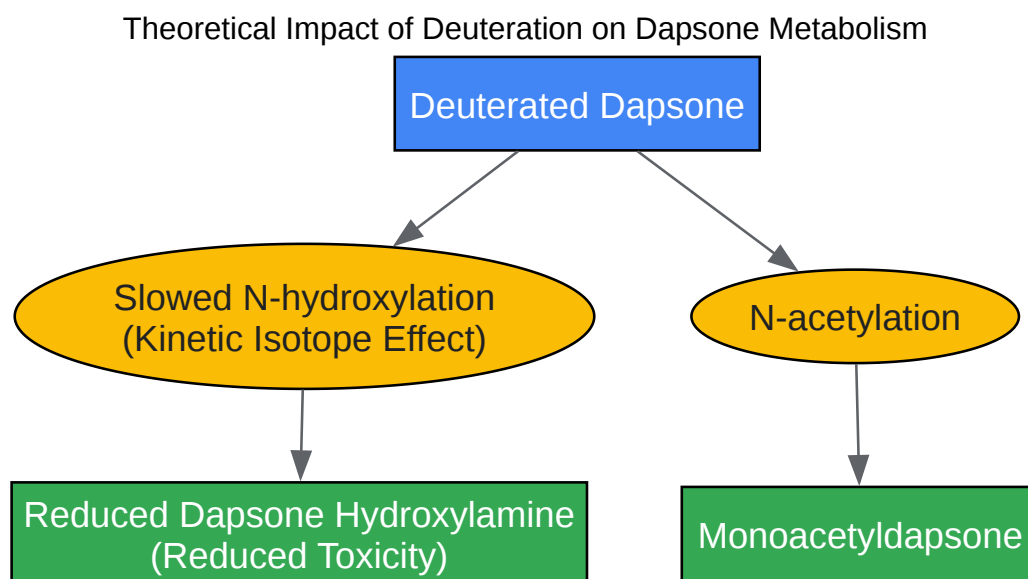 Theoretical Impact of Deuteration on Dapsone Metabolism
Deuterated Dapsone
Slowed N-hydroxylation
(Kinetic Isotope Effect)
N-acetylation
Reduced Dapsone Hydroxylamine
(Reduced Toxicity)
Monoacetyldapsone